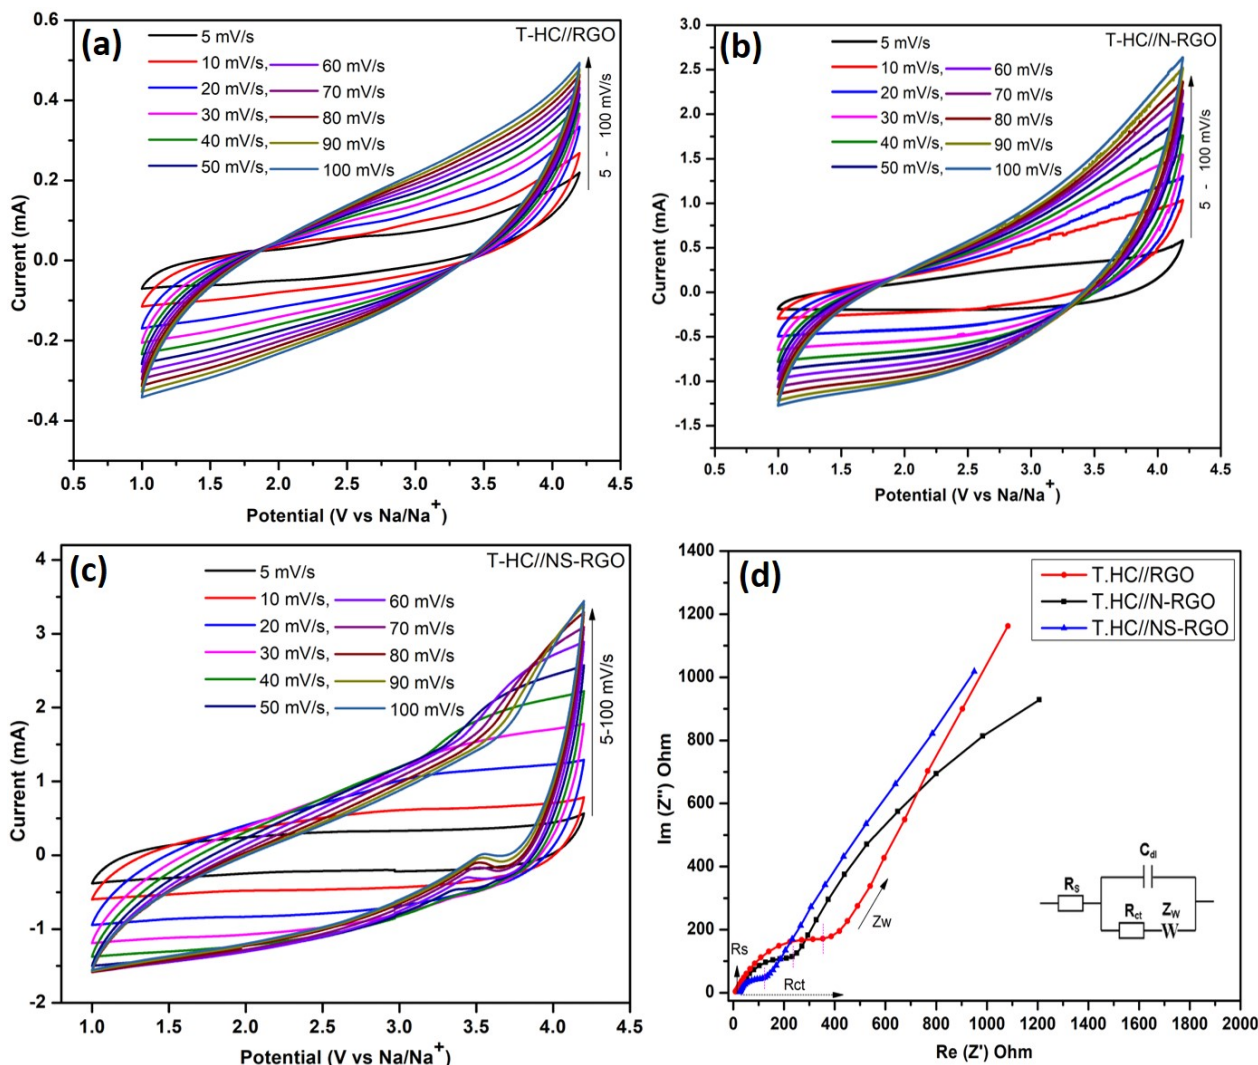 (a)
T-HC//RGO
5 mV/s
10 mV/s, 60 mV/s
20 mV/s, 70 mV/s
30 mV/s, 80 mV/s
40 mV/s, 90 mV/s
50 mV/s, 100 mV/s
5 - 100 mV/s
Current (mA)
0.6
0.4
0.2
0.0
-0.2
-0.4
0.5 1.0 1.5 2.0 2.5 3.0 3.5 4.0 4.5
Potential (V vs Na/Na⁺)
(b)
T-HC//N-RGO
5 mV/s
10 mV/s, 60 mV/s
20 mV/s, 70 mV/s
30 mV/s, 80 mV/s
40 mV/s, 90 mV/s
50 mV/s, 100 mV/s
5 - 100 mV/s
Current (mA)
3.0
2.5
2.0
1.5
1.0
0.5
0.0
-0.5
-1.0
-1.5
0.5 1.0 1.5 2.0 2.5 3.0 3.5 4.0 4.5
Potential (V vs Na/Na⁺)
(c)
T-HC//NS-RGO
5 mV/s
10 mV/s, 60 mV/s
20 mV/s, 70 mV/s
30 mV/s, 80 mV/s
40 mV/s, 90 mV/s
50 mV/s, 100 mV/s
5-100 mV/s
Current (mA)
4
3
2
1
0
-1
-2
1.0 1.5 2.0 2.5 3.0 3.5 4.0 4.5
Potential (V vs Na/Na⁺)
(d)
T.HC//RGO
T.HC//N-RGO
T.HC//NS-RGO
Im (Z'') Ohm
1400
1200
1000
800
600
400
200
0
Rs
Rct
Zw
C_dl
R_s
R_ct Z_w
W
0 200 400 600 800 1000 1200 1400 1600 1800 2000
Re (Z') Ohm